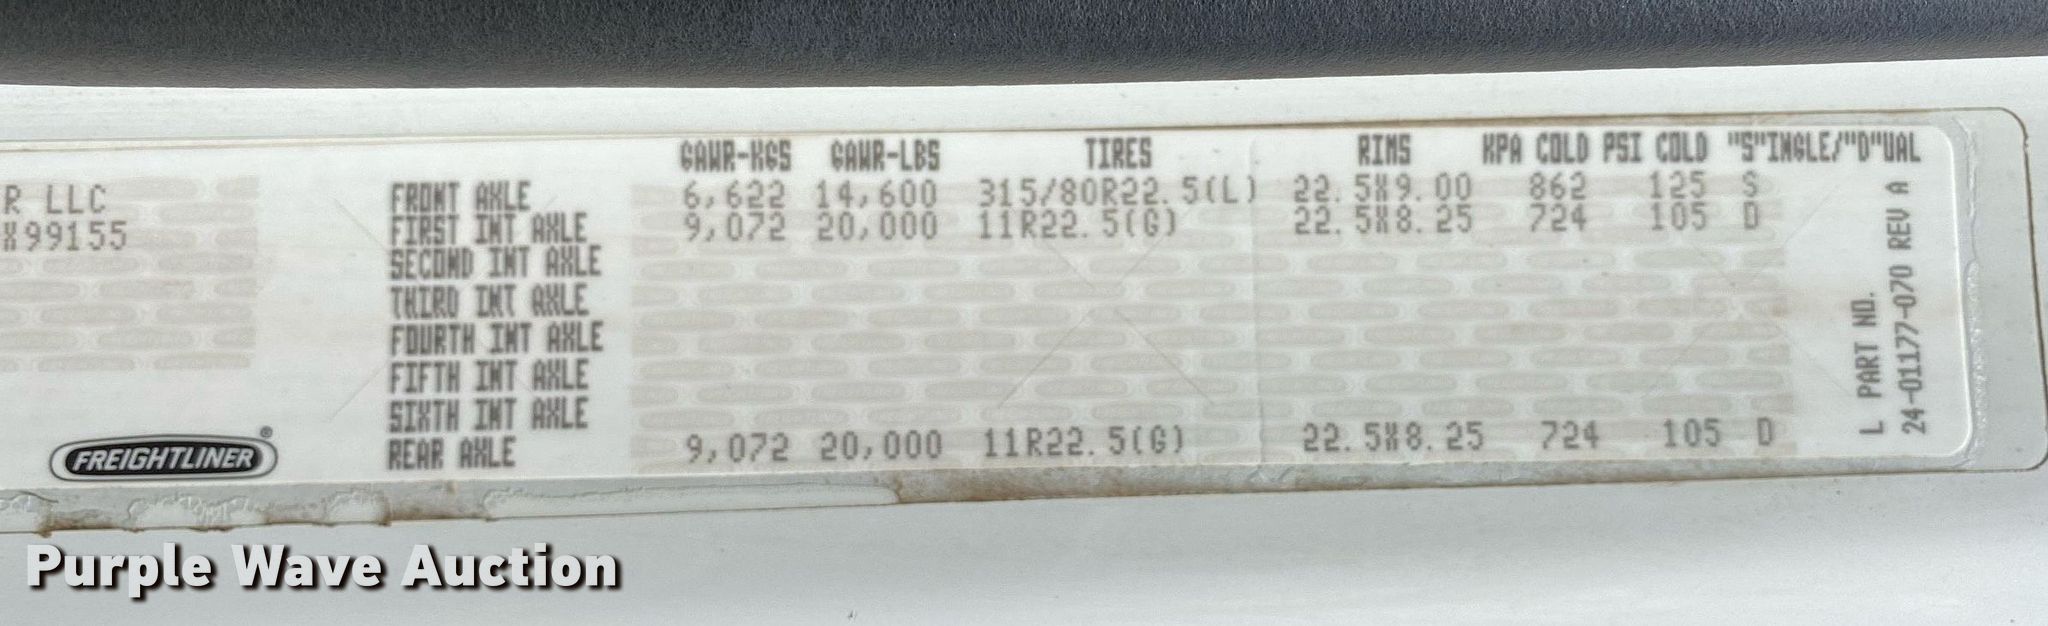 GAWR-KGS GAWR-LBS TIRES RIMS KPA COLD PSI COLD "S"INGLE/"D"UAL
R LLC
FRONT AXLE 6,622 14,600 315/80R22.5(L) 22.5X9.00 862 125 S
X99155
FIRST INT AXLE 9,072 20,000 11R22.5(G) 22.5X8.25 724 105 D
SECOND INT AXLE
THIRD INT AXLE
FOURTH INT AXLE
FIFTH INT AXLE
SIXTH INT AXLE
REAR AXLE 9,072 20,000 11R22.5(G) 22.5X8.25 724 105 D
FREIGHTLINER®
L PART NO.
24-01177-070 REV A
Purple Wave Auction